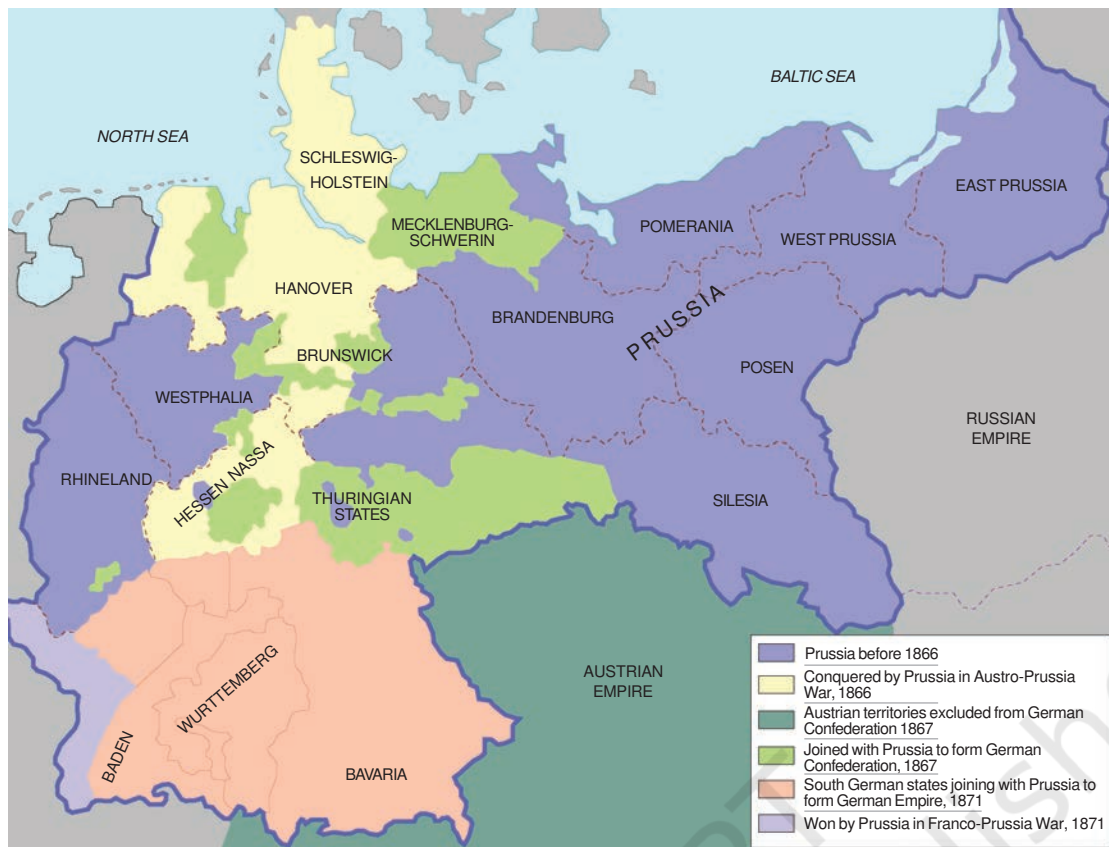 BALTIC SEA
NORTH SEA
SCHLESWIG-
HOLSTEIN
EAST PRUSSIA
MECKLENBURG-
SCHWERIN
POMERANIA
WEST PRUSSIA
HANOVER
BRANDENBURG
PRUSSIA
BRUNSWICK
POSEN
WESTPHALIA
RUSSIAN
EMPIRE
RHINELAND
HESSEN NASSA
THURINGIAN
STATES
SILESIA
AUSTRIAN
EMPIRE
WURTTEMBERG
BADEN
BAVARIA
Prussia before 1866
Conquered by Prussia in Austro-Prussia
War, 1866
Austrian territories excluded from German
Confederation 1867
Joined with Prussia to form German
Confederation, 1867
South German states joining with Prussia to
form German Empire, 1871
Won by Prussia in Franco-Prussia War, 1871